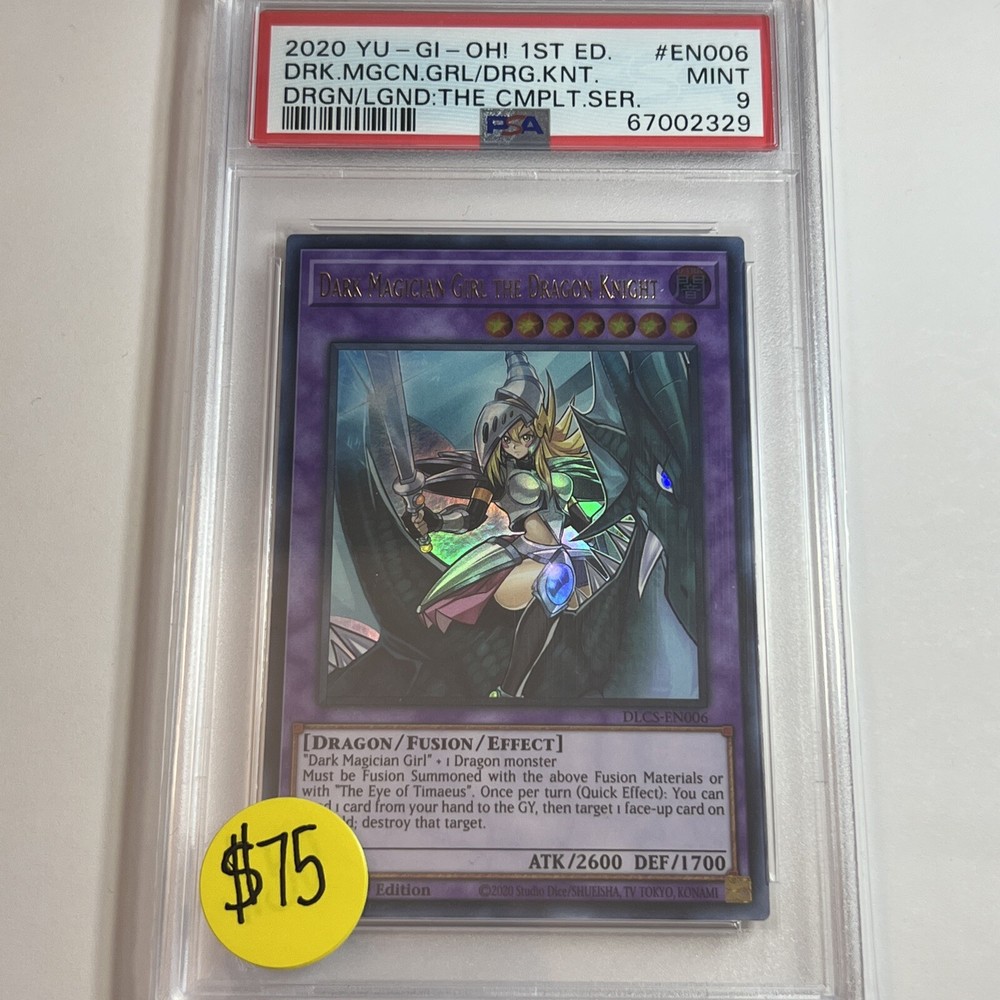 2020 YU-GI-OH! 1ST ED. #EN006
DRK.MGCN.GRL/DRG.KNT. MINT
DRGN/LGND:THE CMPLT.SER. 9
PSA 67002329
DARK MAGICIAN GIRL THE DRAGON KNIGHT 闇
DLCS-EN006
[DRAGON/FUSION/EFFECT]
"Dark Magician Girl" + 1 Dragon monster
Must be Fusion Summoned with the above Fusion Materials or
with "The Eye of Timaeus". Once per turn (Quick Effect): You can
1 card from your hand to the GY, then target 1 face-up card on
destroy that target.
ATK/2600 DEF/1700
Edition ©2020 Studio Dice/SHUEISHA, TV TOKYO, KONAMI
$75